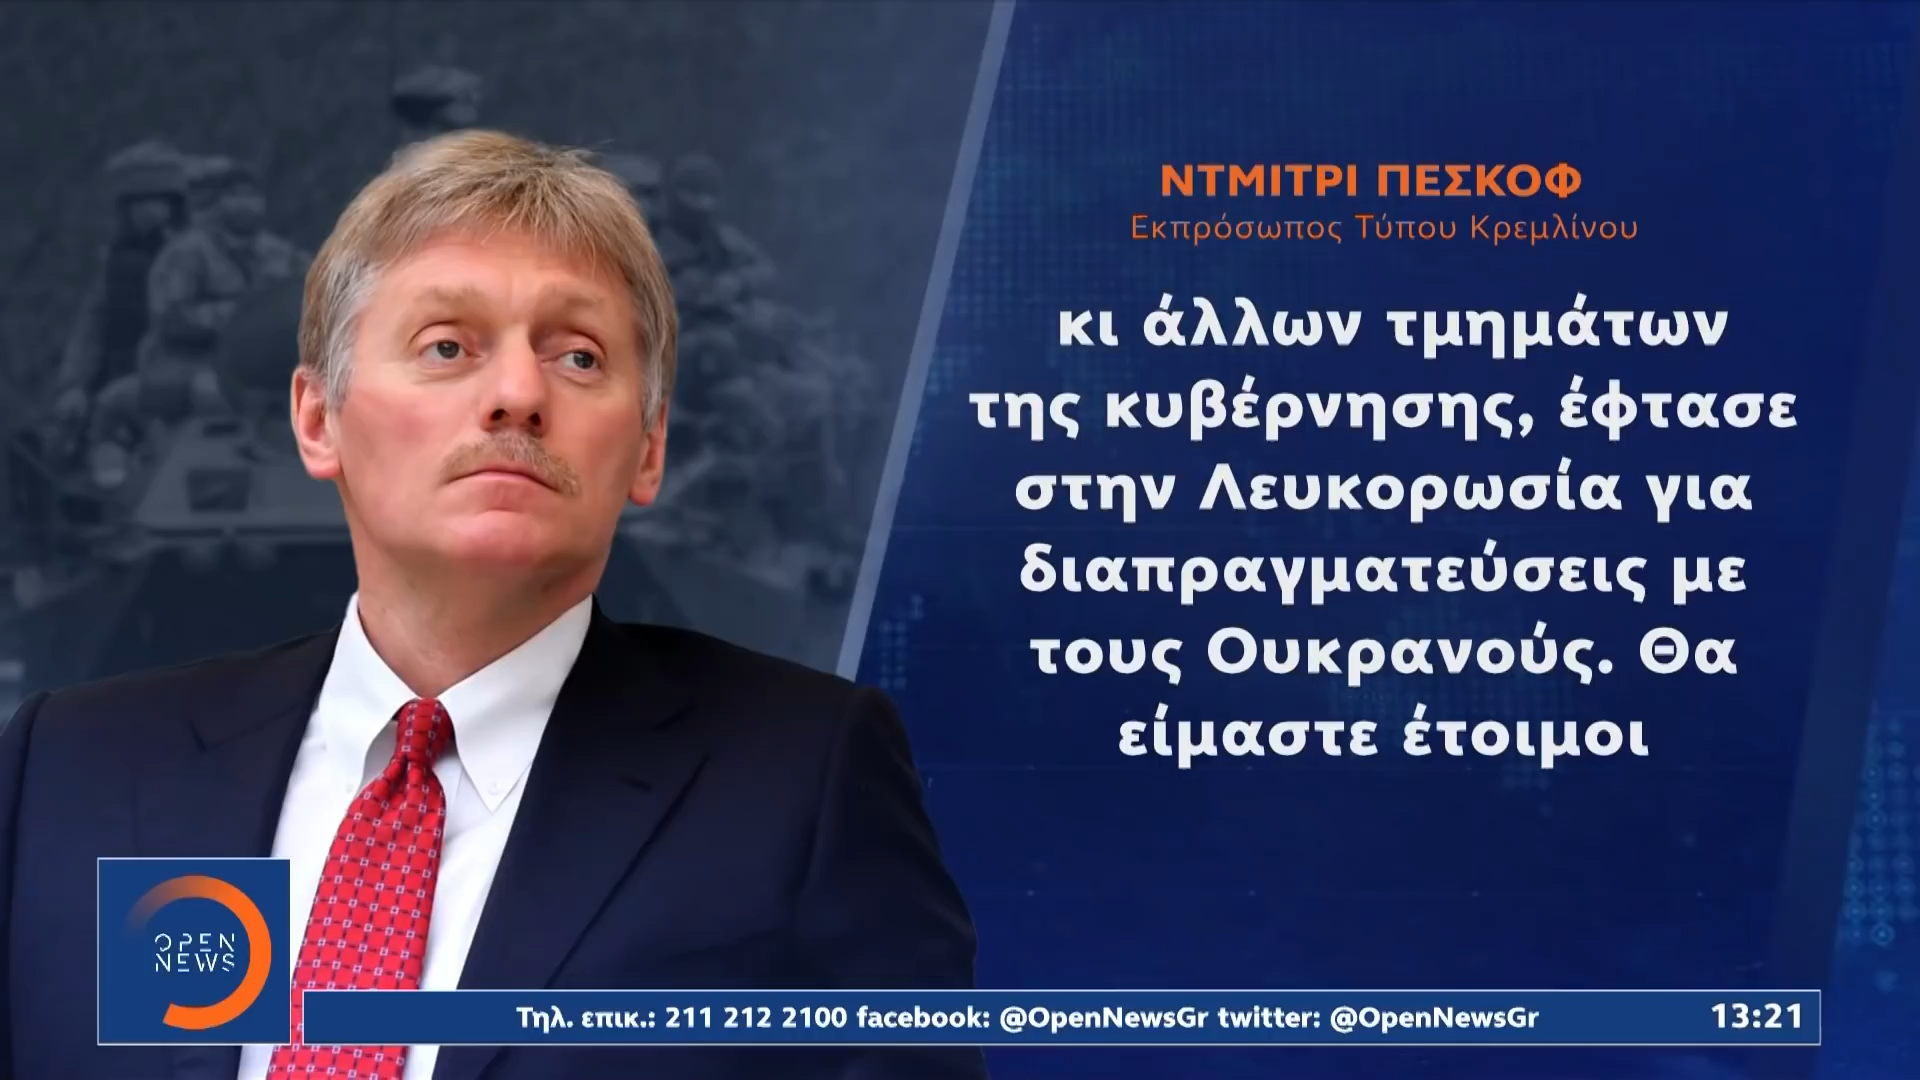 ΝΤΜΙΤΡΙ ΠΕΣΚΟΦ
Εκπρόσωπος Τύπου Κρεμλίνου
κι άλλων τμημάτων
της κυβέρνησης, έφτασε
στην Λευκορωσία για
διαπραγματεύσεις με
τους Ουκρανούς. Θα
είμαστε έτοιμοι
OPEN
NEWS
Τηλ. επικ.: 211 212 2100 facebook: @OpenNewsGr twitter: @OpenNewsGr 13:21